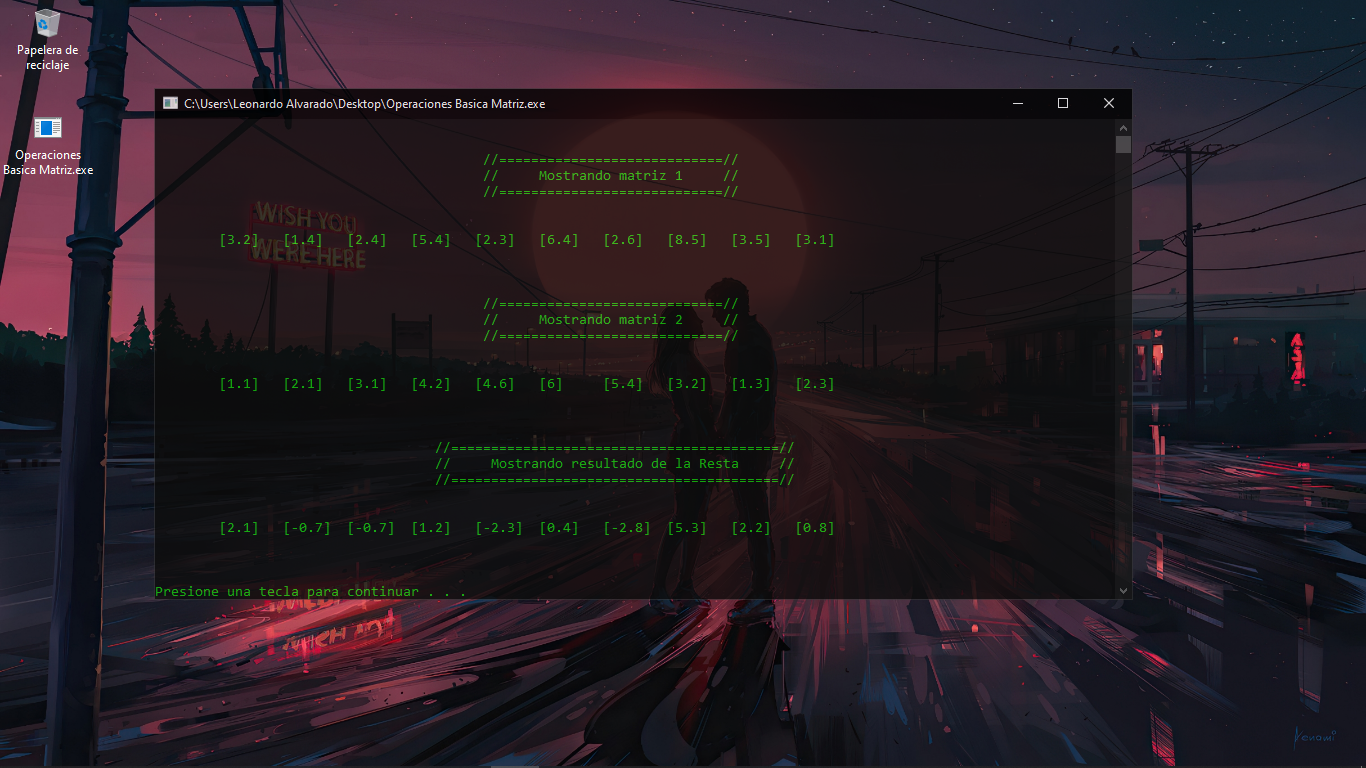 Papelera de
reciclaje
Operaciones
Basica Matriz.exe
C:\Users\Leonardo Alvarado\Desktop\Operaciones Basica Matriz.exe
//============================//
// Mostrando matriz 1 //
//============================//
WISH YOU
WERE HERE
[3.2] [1.4] [2.4] [5.4] [2.3] [6.4] [2.6] [8.5] [3.5] [3.1]
//============================//
// Mostrando matriz 2 //
//============================//
[1.1] [2.1] [3.1] [4.2] [4.6] [6] [5.4] [3.2] [1.3] [2.3]
//=========================================//
// Mostrando resultado de la Resta //
//=========================================//
[2.1] [-0.7] [-0.7] [1.2] [-2.3] [0.4] [-2.8] [5.3] [2.2] [0.8]
Presione una tecla para continuar . . .